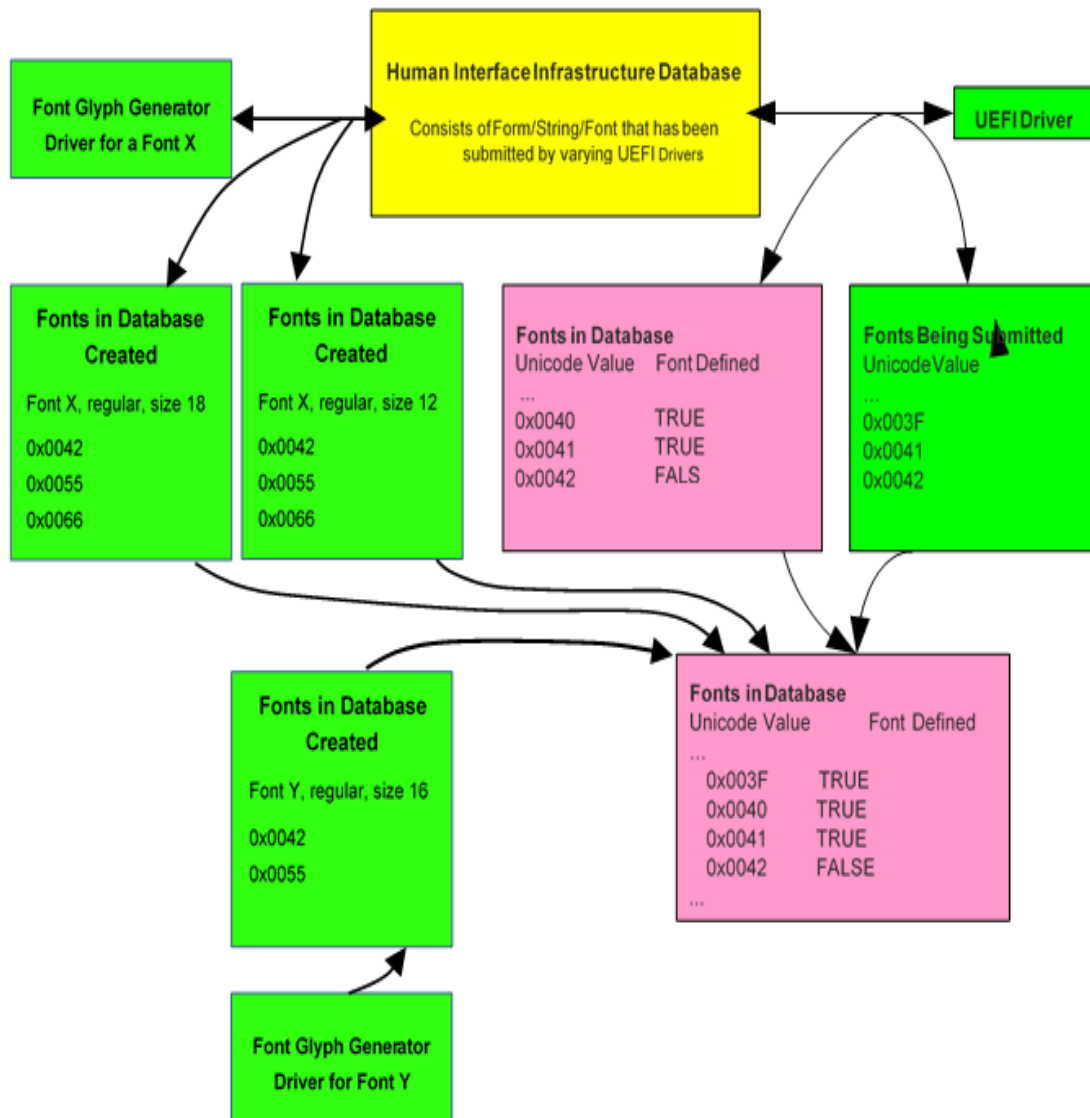 Font Glyph Generator
Driver for a Font X
Human Interface Infrastructure Database
Consists of Form/String/Font that has been
submitted by varying UEFI Drivers
UEFI Driver
Fonts in Database
Created
Font X, regular, size 18
0x0042
0x0055
0x0066
Fonts in Database
Created
Font X, regular, size 12
0x0042
0x0055
0x0066
Fonts in Database
Unicode Value Font Defined
...
0x0040 TRUE
0x0041 TRUE
0x0042 FALS
Fonts Being Submitted
Unicode Value
...
0x003F
0x0041
0x0042
Fonts in Database
Created
Font Y, regular, size 16
0x0042
0x0055
Fonts in Database
Unicode Value Font Defined
...
0x003F TRUE
0x0040 TRUE
0x0041 TRUE
0x0042 FALSE
...
Font Glyph Generator
Driver for Font Y